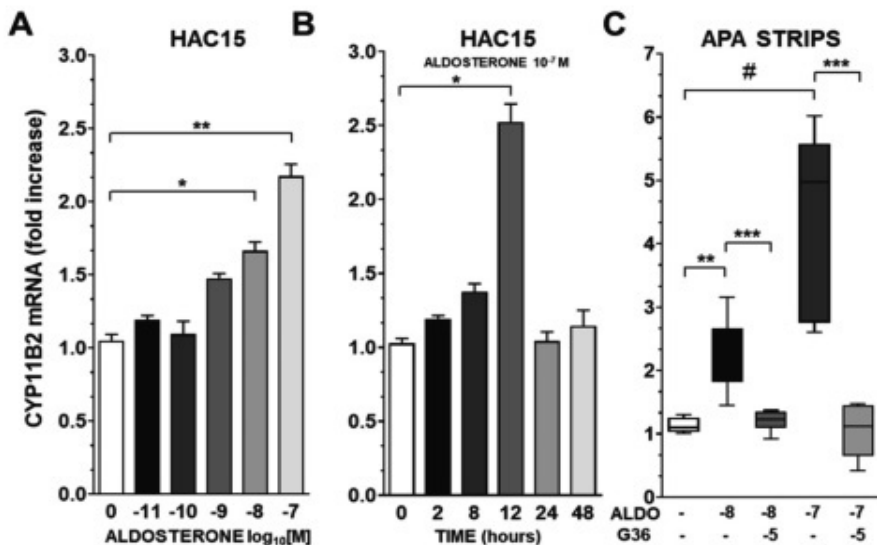 A
HAC15
CYP11B2 mRNA (fold increase)
3.0
2.5
2.0
1.5
1.0
0.5
0.0
**
*
0 -11 -10 -9 -8 -7
ALDOSTERONE log10[M]
B
HAC15
ALDOSTERONE 10-7 M
*
3.0
2.5
2.0
1.5
1.0
0.5
0.0
0 2 8 12 24 48
TIME (hours)
C
APA STRIPS
7
6
5
4
3
2
1
0
# ***
** ***
ALDO - -8 -8 -7 -7
G36 - - -5 - -5